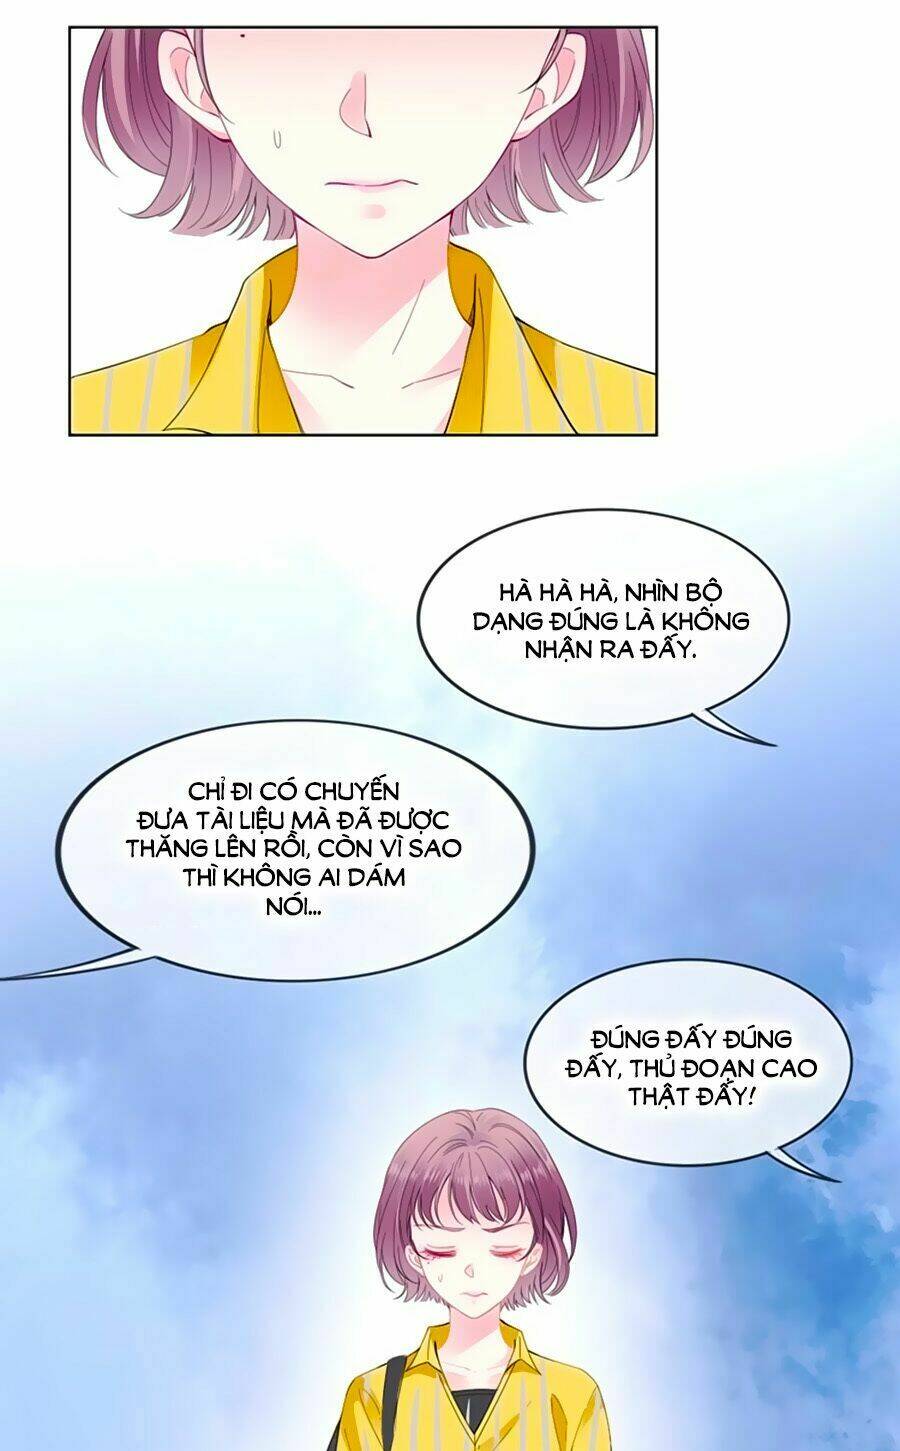 HÀ HÀ HÀ, NHÌN BỘ
DẠNG ĐÚNG LÀ KHÔNG
NHẬN RA ĐẤY.
CHỈ ĐI CÓ CHUYẾN
ĐƯA TÀI LIỆU MÀ ĐÃ ĐƯỢC
THĂNG LÊN RỒI, CÒN VÌ SAO
THÌ KHÔNG AI DÁM
NÓI...
ĐÚNG ĐẤY ĐÚNG
ĐẤY, THỦ ĐOẠN CAO
THẬT ĐẤY!